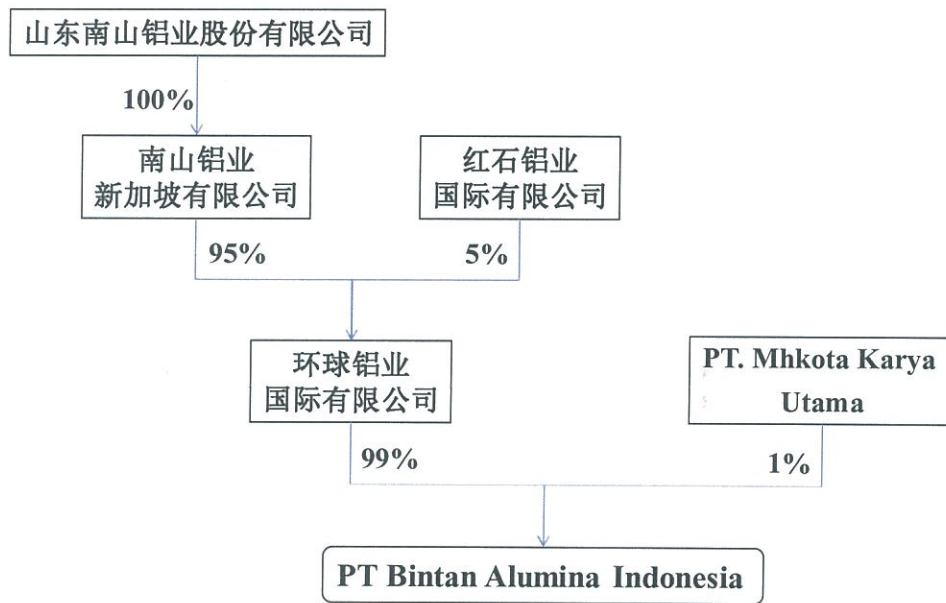 山东南山铝业股份有限公司
100%
南山铝业
新加坡有限公司
红石铝业
国际有限公司
95%
5%
环球铝业
国际有限公司
PT. Mhkota Karya
Utama
99%
1%
PT Bintan Alumina Indonesia